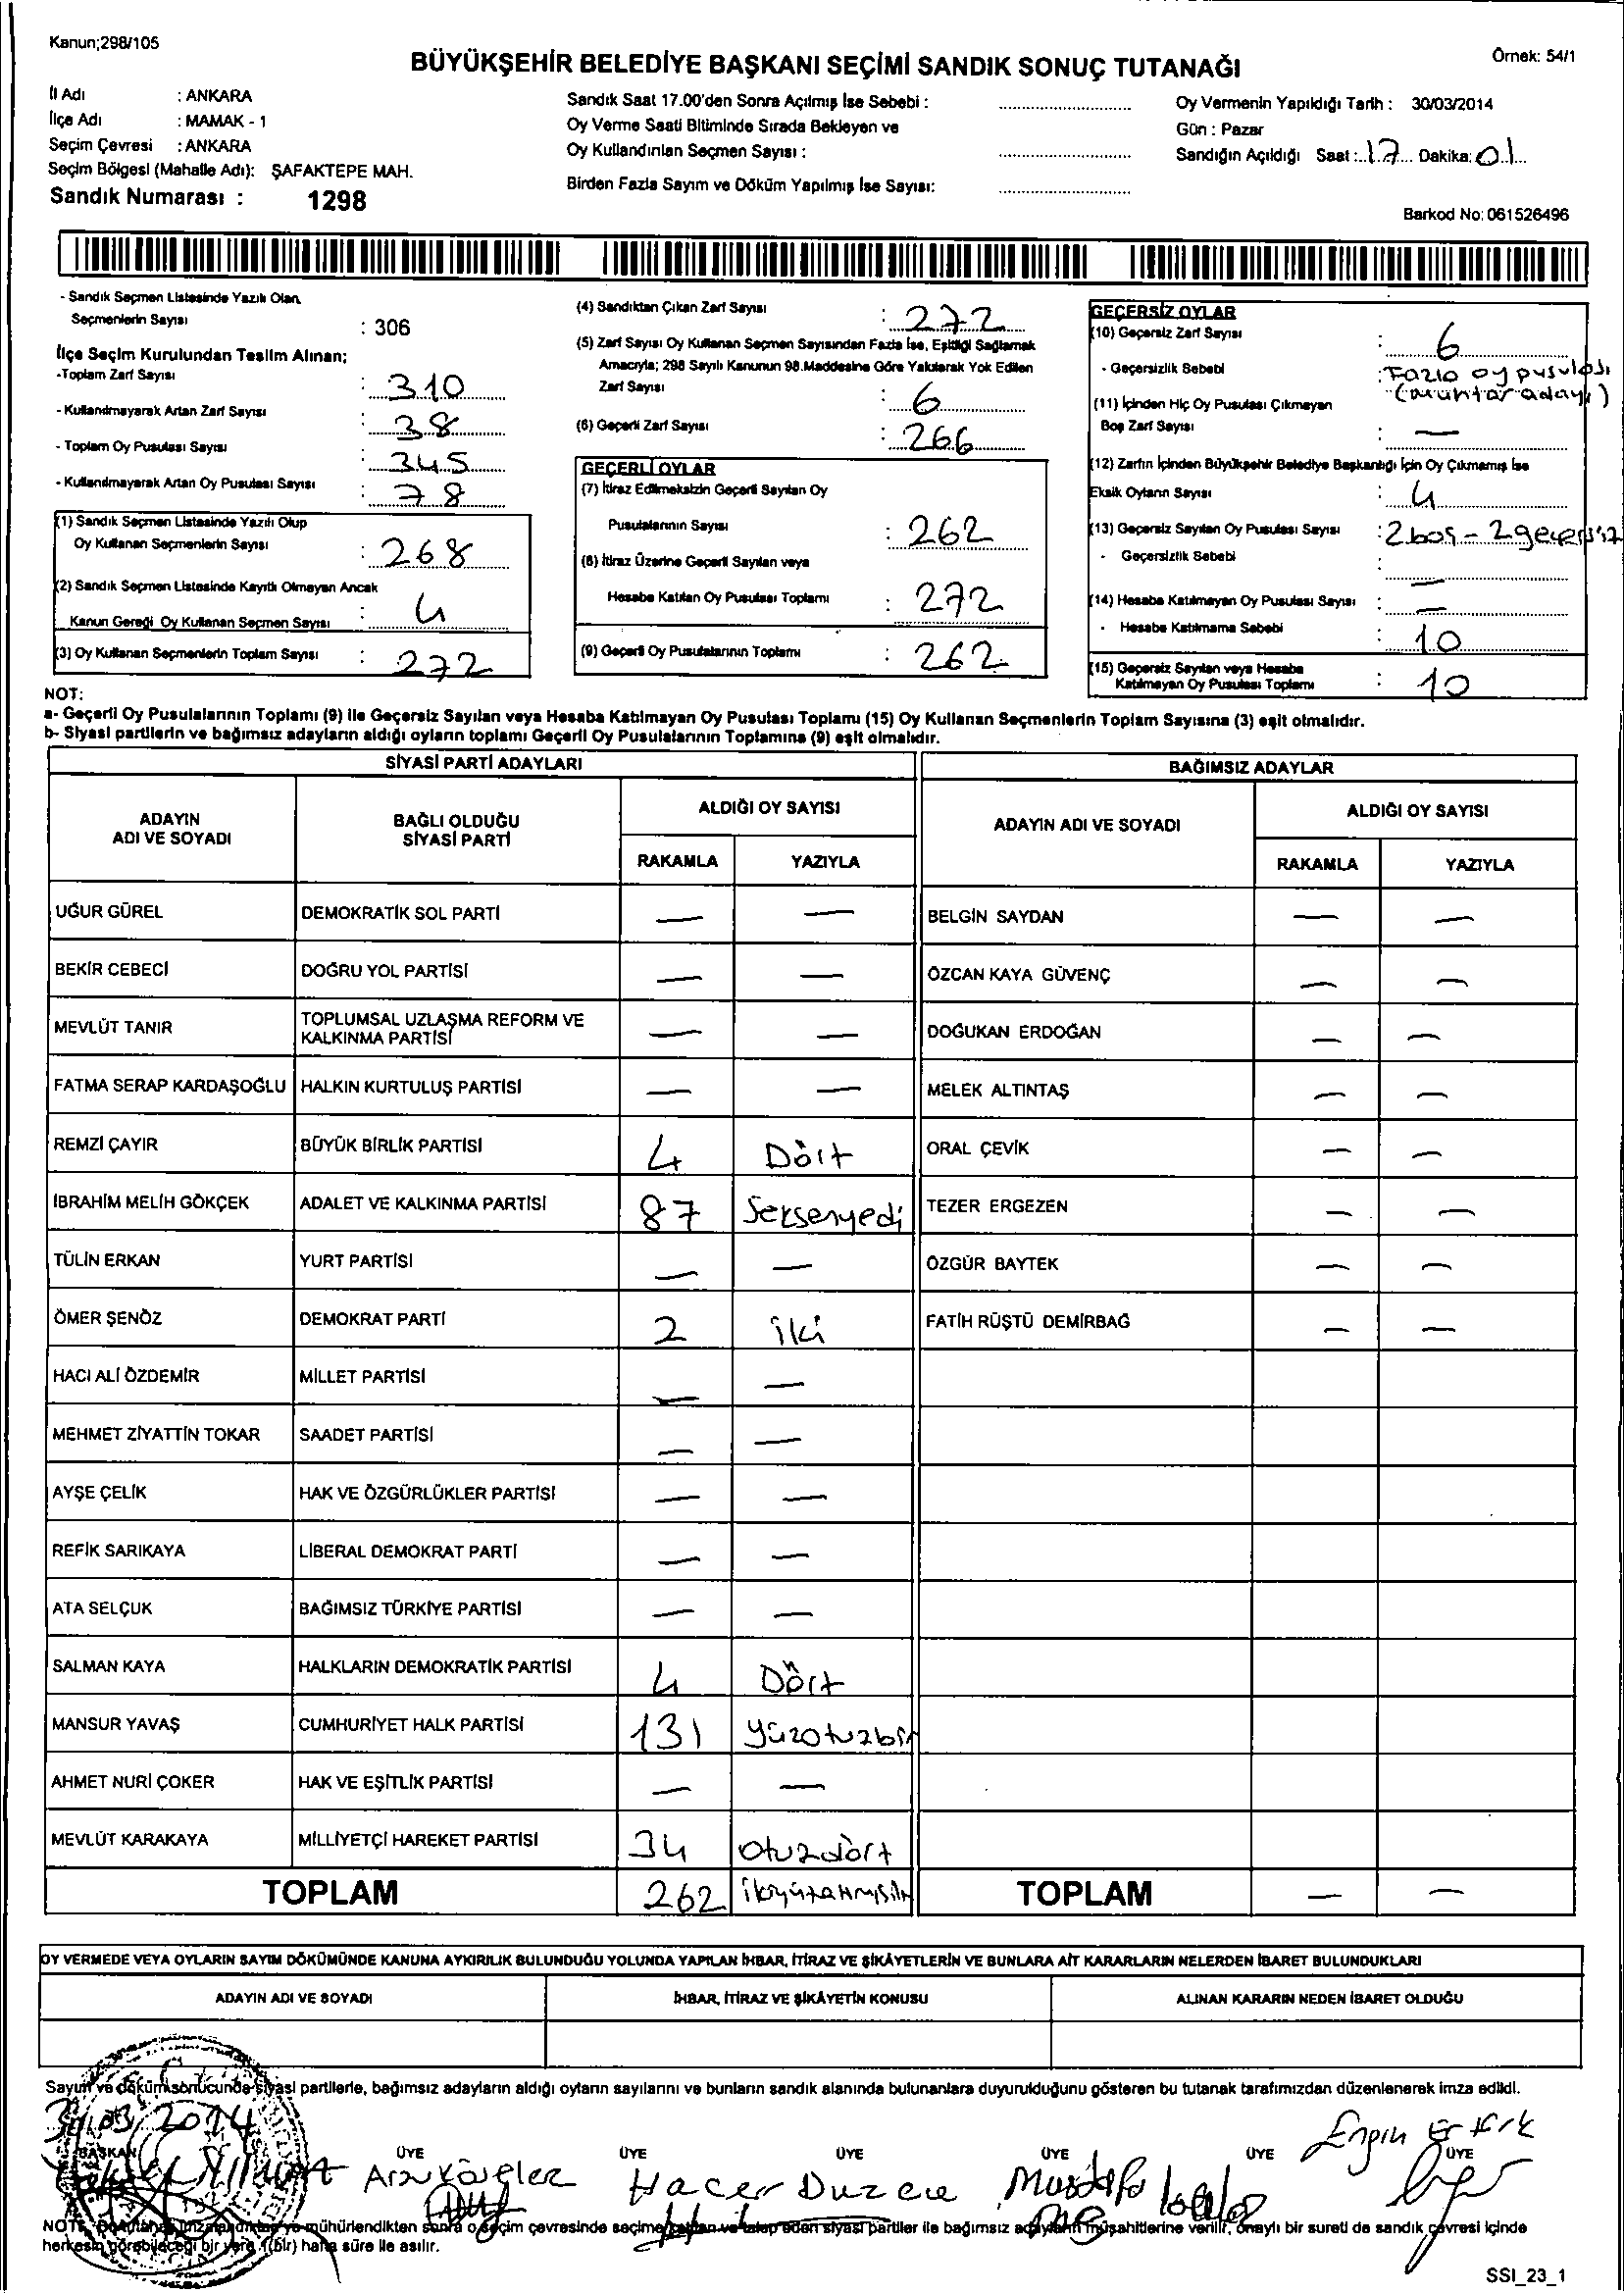 Kanun;298/105
Örnek: 54/1
BÜYÜKŞEHİR BELEDİYE BAŞKANI SEÇİMİ SANDIK SONUÇ TUTANAĞI
İl Adı : ANKARA
İlçe Adı : MAMAK - 1
Seçim Çevresi : ANKARA
Seçim Bölgesi (Mahalle Adı): ŞAFAKTEPE MAH.
Sandık Numarası : 1298
Sandık Saat 17.00'den Sonra Açılmış İse Sebebi :
Oy Verme Saati Bitiminde Sırada Bekleyen ve
Oy Kullandırılan Seçmen Sayısı :
Birden Fazla Sayım ve Döküm Yapılmış İse Sayısı:
Oy Vermenin Yapıldığı Tarih : 30/03/2014
Gün : Pazar
Sandığın Açıldığı Saat : 17 Dakika: 01
Barkod No: 061526496
- Sandık Seçmen Listesinde Yazılı Olan
Seçmenlerin Sayısı : 306
İlçe Seçim Kurulundan Teslim Alınan;
-Toplam Zarf Sayısı : 310
- Kullanılmayarak Artan Zarf Sayısı : 38
- Toplam Oy Pusulası Sayısı : 345
- Kullanılmayarak Artan Oy Pusulası Sayısı : 78
(1) Sandık Seçmen Listesinde Yazılı Olup
Oy Kullanan Seçmenlerin Sayısı : 268
(2) Sandık Seçmen Listesinde Kayıtlı Olmayan Ancak
Kanun Gereği Oy Kullanan Seçmen Sayısı : 4
(3) Oy Kullanan Seçmenlerin Toplam Sayısı : 272
(4) Sandıktan Çıkan Zarf Sayısı : 272
(5) Zarf Sayısı Oy Kullanan Seçmen Sayısından Fazla İse, Eşitliği Sağlamak
Amacıyla; 298 Sayılı Kanunun 98.Maddesine Göre Yakılarak Yok Edilen
Zarf Sayısı : 6
(6) Geçerli Zarf Sayısı : 266
GEÇERLİ OYLAR
(7) İtiraz Edilmeksizin Geçerli Sayılan Oy
Pusulalarının Sayısı : 262
(8) İtiraz Üzerine Geçerli Sayılan veya
Hesaba Katılan Oy Pusulası Toplamı : 272
(9) Geçerli Oy Pusulalarının Toplamı : 262
GEÇERSİZ OYLAR
(10) Geçersiz Zarf Sayısı : 6
- Geçersizlik Sebebi : Fazla oy pusulası
(muhtar adayı)
(11) İçinden Hiç Oy Pusulası Çıkmayan
Boş Zarf Sayısı : —
(12) Zarfın İçinden Büyükşehir Belediye Başkanlığı İçin Oy Çıkmamış İse
Eksik Oyların Sayısı : 4
(13) Geçersiz Sayılan Oy Pusulası Sayısı : 2 boş - 2 geçersiz
- Geçersizlik Sebebi : —
(14) Hesaba Katılmayan Oy Pusulası Sayısı : —
- Hesaba Katılmama Sebebi : 10
(15) Geçersiz Sayılan veya Hesaba
Katılmayan Oy Pusulası Toplamı : 10
NOT:
a- Geçerli Oy Pusulalarının Toplamı (9) ile Geçersiz Sayılan veya Hesaba Katılmayan Oy Pusulası Toplamı (15) Oy Kullanan Seçmenlerin Toplam Sayısına (3) eşit olmalıdır.
b- Siyasi partilerin ve bağımsız adayların aldığı oyların toplamı Geçerli Oy Pusulalarının Toplamına (9) eşit olmalıdır.
SİYASİ PARTİ ADAYLARI BAĞIMSIZ ADAYLAR
ADAYIN ADI VE SOYADI BAĞLI OLDUĞU SİYASİ PARTİ ALDIĞI OY SAYISI ADAYIN ADI VE SOYADI ALDIĞI OY SAYISI
RAKAMLA YAZIYLA RAKAMLA YAZIYLA
UĞUR GÜREL DEMOKRATİK SOL PARTİ — — BELGİN SAYDAN — —
BEKİR CEBECİ DOĞRU YOL PARTİSİ — — ÖZCAN KAYA GÜVENÇ — —
MEVLÜT TANIR TOPLUMSAL UZLAŞMA REFORM VE KALKINMA PARTİSİ — — DOĞUKAN ERDOĞAN — —
FATMA SERAP KARDAŞOĞLU HALKIN KURTULUŞ PARTİSİ — — MELEK ALTINTAŞ — —
REMZİ ÇAYIR BÜYÜK BİRLİK PARTİSİ 4 Dört ORAL ÇEVİK — —
İBRAHİM MELİH GÖKÇEK ADALET VE KALKINMA PARTİSİ 87 Seksenyedi TEZER ERGEZEN — —
TÜLİN ERKAN YURT PARTİSİ — — ÖZGÜR BAYTEK — —
ÖMER ŞENÖZ DEMOKRAT PARTİ 2 iki FATİH RÜŞTÜ DEMİRBAĞ — —
HACI ALİ ÖZDEMİR MİLLET PARTİSİ — —
MEHMET ZİYATTİN TOKAR SAADET PARTİSİ — —
AYŞE ÇELİK HAK VE ÖZGÜRLÜKLER PARTİSİ — —
REFİK SARIKAYA LİBERAL DEMOKRAT PARTİ — —
ATA SELÇUK BAĞIMSIZ TÜRKİYE PARTİSİ — —
SALMAN KAYA HALKLARIN DEMOKRATİK PARTİSİ 4 Dört
MANSUR YAVAŞ CUMHURİYET HALK PARTİSİ 131 yüzotuzbir
AHMET NURİ ÇOKER HAK VE EŞİTLİK PARTİSİ — —
MEVLÜT KARAKAYA MİLLİYETÇİ HAREKET PARTİSİ 34 otuzdört
TOPLAM 262 TOPLAM — —
OY VERMEDE VEYA OYLARIN SAYIM DÖKÜMÜNDE KANUNA AYKIRILIK BULUNDUĞU YOLUNDA YAPILAN İHBAR, İTİRAZ VE ŞİKÂYETLERİN VE BUNLARA AİT KARARLARIN NELERDEN İBARET BULUNDUKLARI
ADAYIN ADI VE SOYADI İHBAR, İTİRAZ VE ŞİKÂYETİN KONUSU ALINAN KARARIN NEDEN İBARET OLDUĞU
Sayım ve döküm sonucunda siyasi partilerle, bağımsız adayların aldığı oyların sayılarını ve bunların sandık alanında bulunanlara duyurulduğunu gösteren bu tutanak tarafımızdan düzenlenerek imza edildi.
03/2014
BAŞKAN ÜYE ÜYE ÜYE ÜYE ÜYE ÜYE
Hacer Mustafa Engin
NOT: mühürlendikten sonra o seçim çevresinde seçime katılan ve talep eden siyasi partiler ile bağımsız adayların müşahitlerine verilir, onaylı bir sureti de sandık çevresi içinde
herkesin görebileceği bir yere 1(bir) hafta süre ile asılır.
SSI_23_1